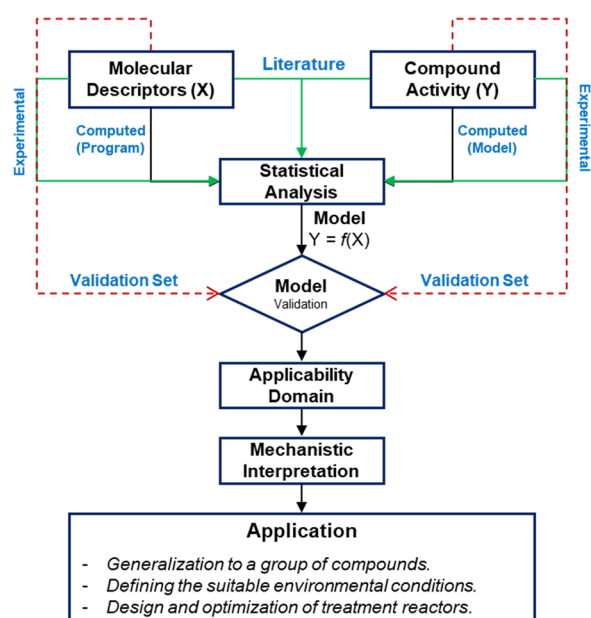 Molecular
Descriptors (X)
Literature
Compound
Activity (Y)
Experimental
Computed
(Program)
Computed
(Model)
Experimental
Statistical
Analysis
Model
Y = f(X)
Validation Set
Model
Validation
Validation Set
Applicability
Domain
Mechanistic
Interpretation
Application
- Generalization to a group of compounds.
- Defining the suitable environmental conditions.
- Design and optimization of treatment reactors.